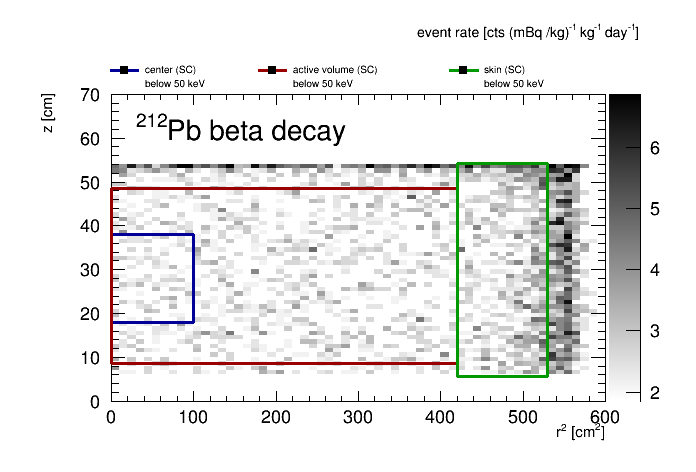 event rate [cts (mBq /kg)⁻¹ kg⁻¹ day⁻¹]
center (SC)
below 50 keV
active volume (SC)
below 50 keV
skin (SC)
below 50 keV
z [cm]
²¹²Pb beta decay
70
60
50
40
30
20
10
0
0 100 200 300 400 500 600
r² [cm²]
6
5
4
3
2